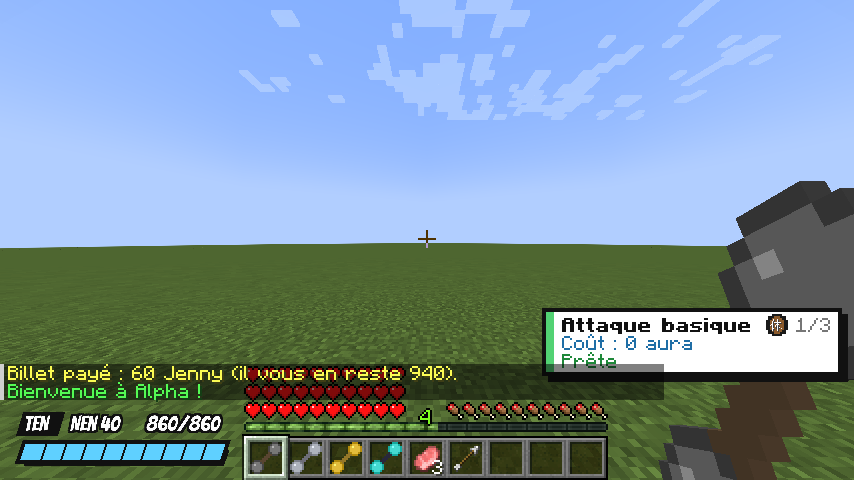 Attaque basique 休 1/3
Coût : 0 aura
Prête
Billet payé : 60 Jenny (il vous en reste 940).
Bienvenue à Alpha !
TEN NEN 40 860/860
4
3